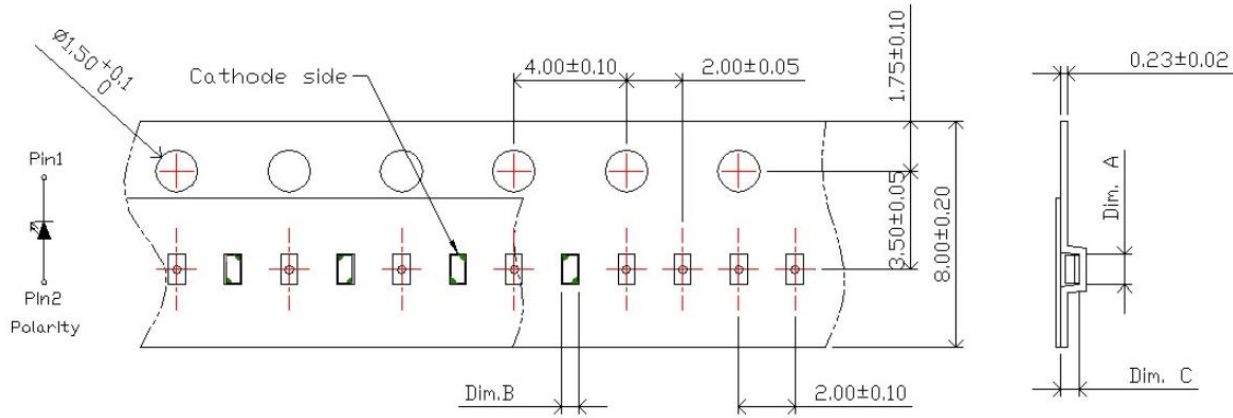 Ø1.50 +0.1
0
Cathode side
4.00±0.10
2.00±0.05
1.75±0.10
0.23±0.02
Pin1
Pin2
Polarity
3.50±0.05
8.00±0.20
Dim. A
Dim.B
2.00±0.10
Dim. C